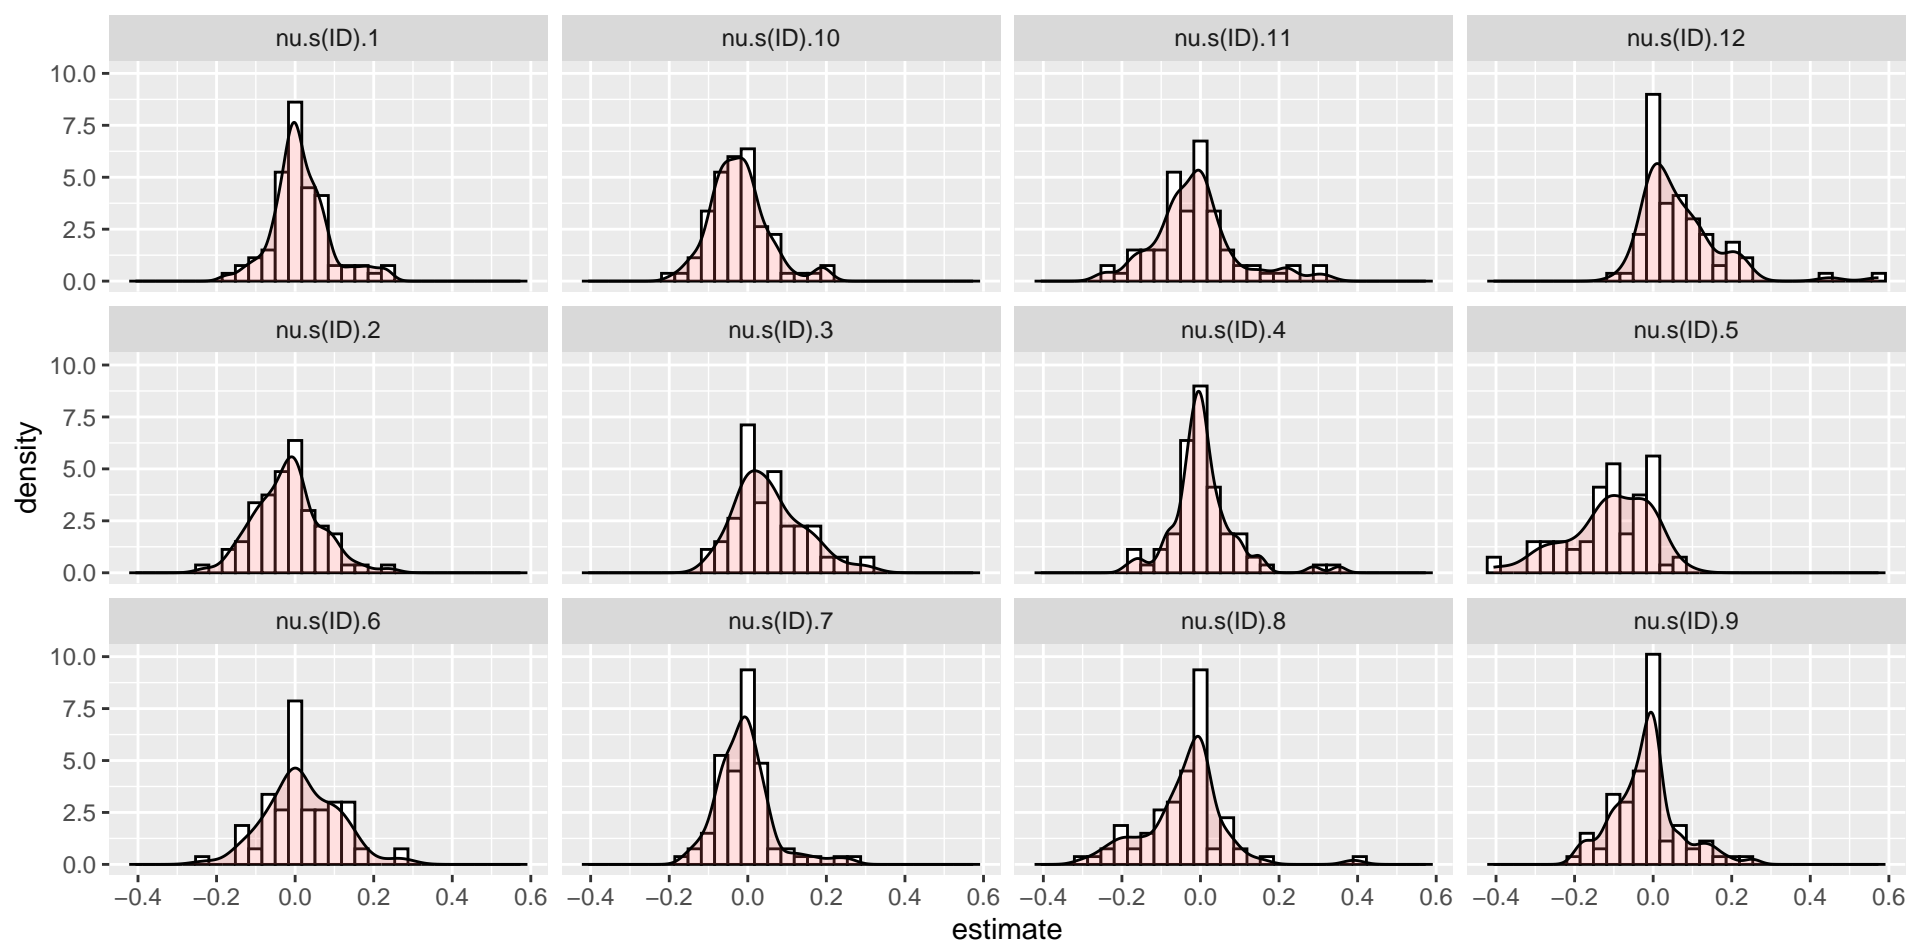 nu.s(ID).1 nu.s(ID).10 nu.s(ID).11 nu.s(ID).12
10.0
7.5
5.0
2.5
0.0
nu.s(ID).2 nu.s(ID).3 nu.s(ID).4 nu.s(ID).5
10.0
7.5
5.0
2.5
0.0
density
nu.s(ID).6 nu.s(ID).7 nu.s(ID).8 nu.s(ID).9
10.0
7.5
5.0
2.5
0.0
−0.4 −0.2 0.0 0.2 0.4 0.6 −0.4 −0.2 0.0 0.2 0.4 0.6 −0.4 −0.2 0.0 0.2 0.4 0.6 −0.4 −0.2 0.0 0.2 0.4 0.6
estimate